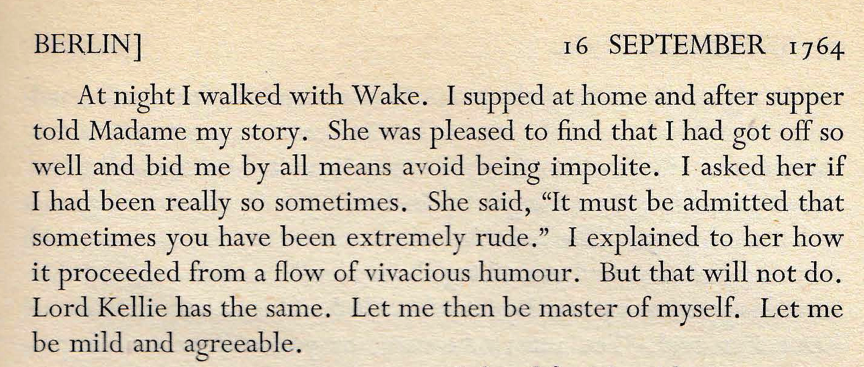 BERLIN] 16 SEPTEMBER 1764
At night I walked with Wake. I supped at home and after supper
told Madame my story. She was pleased to find that I had got off so
well and bid me by all means avoid being impolite. I asked her if
I had been really so sometimes. She said, “It must be admitted that
sometimes you have been extremely rude.” I explained to her how
it proceeded from a flow of vivacious humour. But that will not do.
Lord Kellie has the same. Let me then be master of myself. Let me
be mild and agreeable.